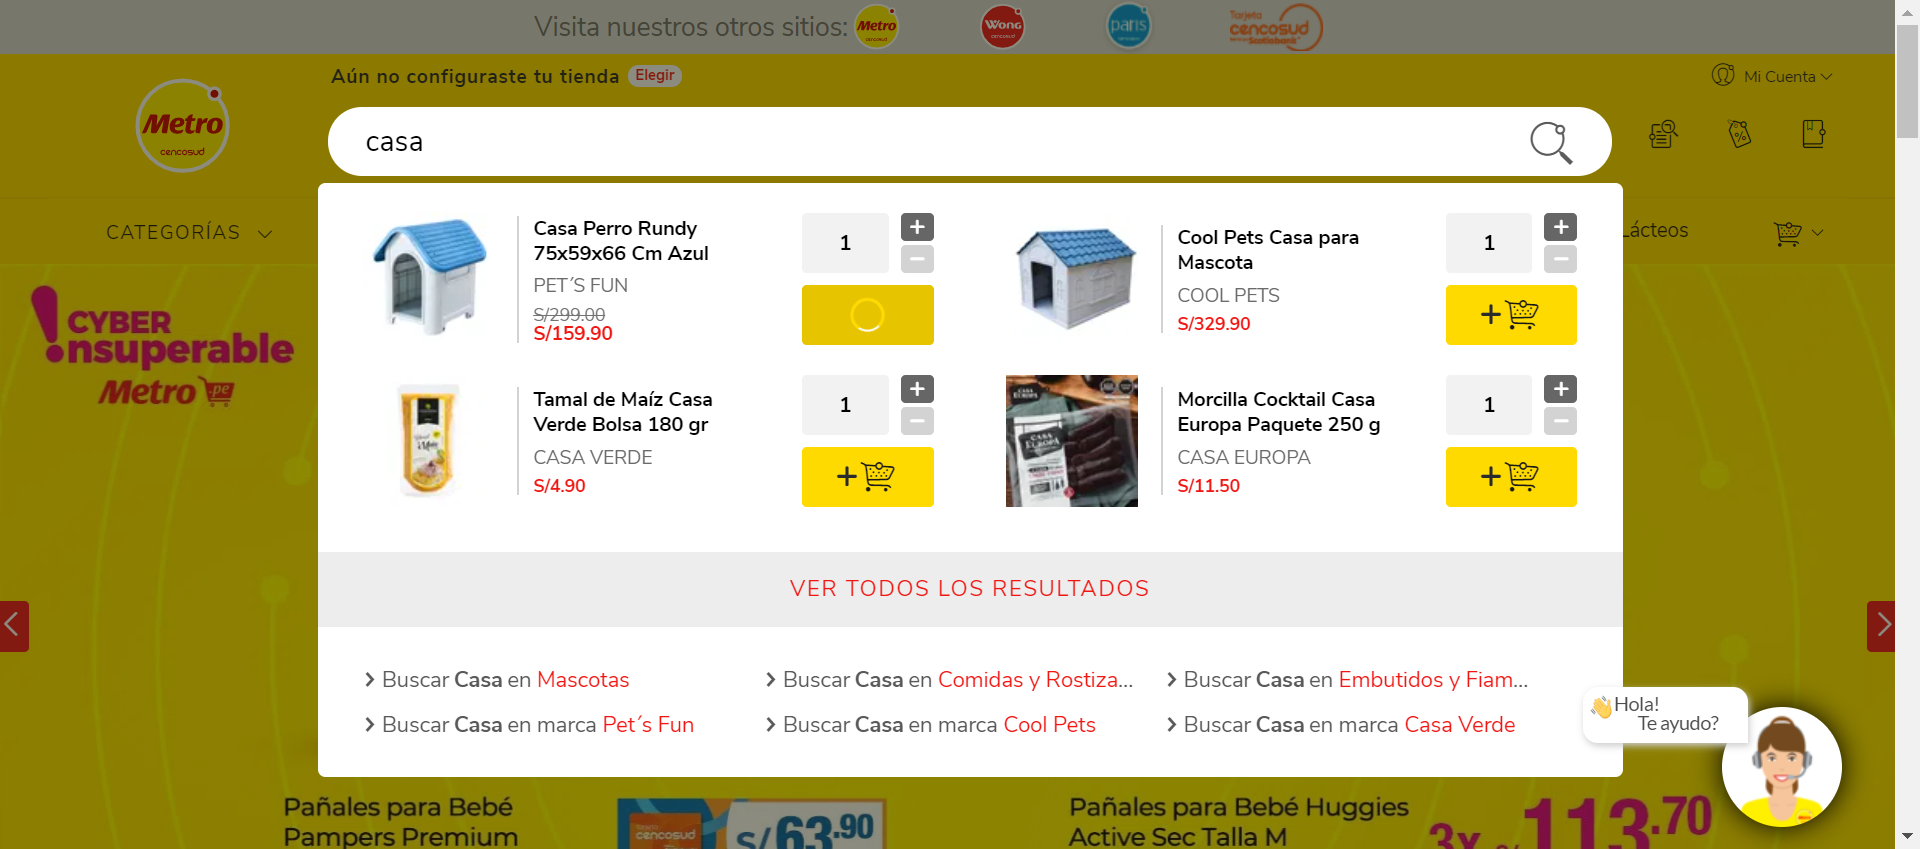 Visita nuestros otros sitios:
Metro
cencosud
Wong
cencosud
paris
cencosud
Tarjeta
cencosud
Scotiabank
Aún no configuraste tu tienda Elegir
Mi Cuenta
Metro
cencosud
casa
CATEGORÍAS
Lácteos
Casa Perro Rundy
75x59x66 Cm Azul
PET´S FUN
S/299.00
S/159.90
1
+
−
Cool Pets Casa para
Mascota
COOL PETS
S/329.90
1
+
−
+
Tamal de Maíz Casa
Verde Bolsa 180 gr
CASA VERDE
S/4.90
1
+
−
+
CASA
EUROPA
Morcilla Cocktail Casa
Europa Paquete 250 g
CASA EUROPA
S/11.50
1
+
−
+
CYBER
!nsuperable
Metro .pe
VER TODOS LOS RESULTADOS
Buscar Casa en Mascotas
Buscar Casa en Comidas y Rostiza...
Buscar Casa en Embutidos y Fiam...
Buscar Casa en marca Pet´s Fun
Buscar Casa en marca Cool Pets
Buscar Casa en marca Casa Verde
Hola!
Te ayudo?
Pañales para Bebé
Pampers Premium
cencosud
S/63.90
Pañales para Bebé Huggies
Active Sec Talla M
3x S/113.70